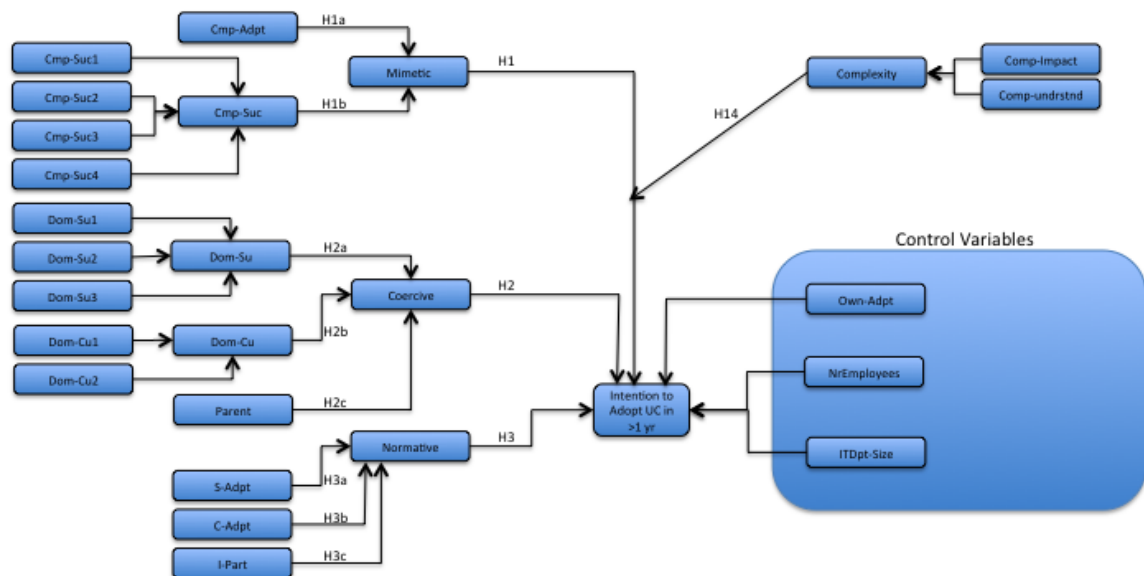 Cmp-Adpt
H1a
Cmp-Suc1
Mimetic
H1
Complexity
Comp-Impact
Cmp-Suc2
Cmp-Suc
H1b
Comp-undrstnd
Cmp-Suc3
H14
Cmp-Suc4
Dom-Su1
Control Variables
Dom-Su2
Dom-Su
H2a
Dom-Su3
Coercive
H2
Own-Adpt
Dom-Cu1
Dom-Cu
H2b
Dom-Cu2
NrEmployees
Parent
H2c
Intention to
Adopt UC in
>1 yr
Normative
H3
ITDpt-Size
S-Adpt
H3a
C-Adpt
H3b
I-Part
H3c